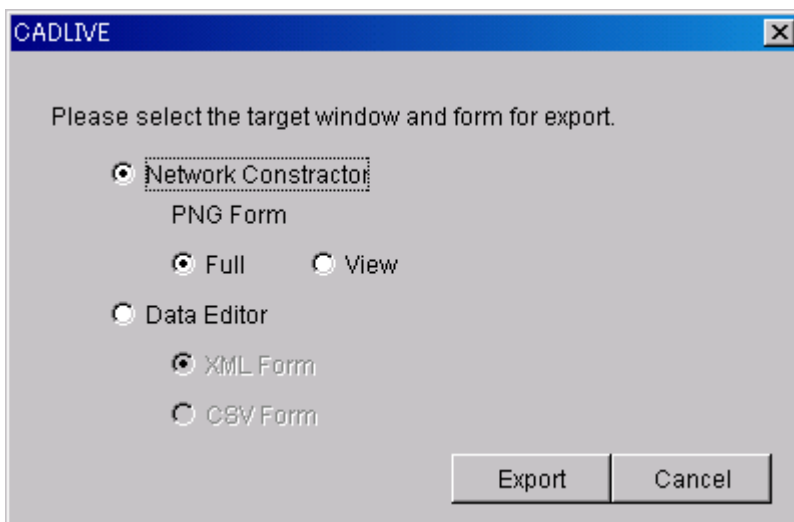 CADLIVE
Please select the target window and form for export.
Network Constractor
PNG Form
Full View
Data Editor
XML Form
CSV Form
Export Cancel